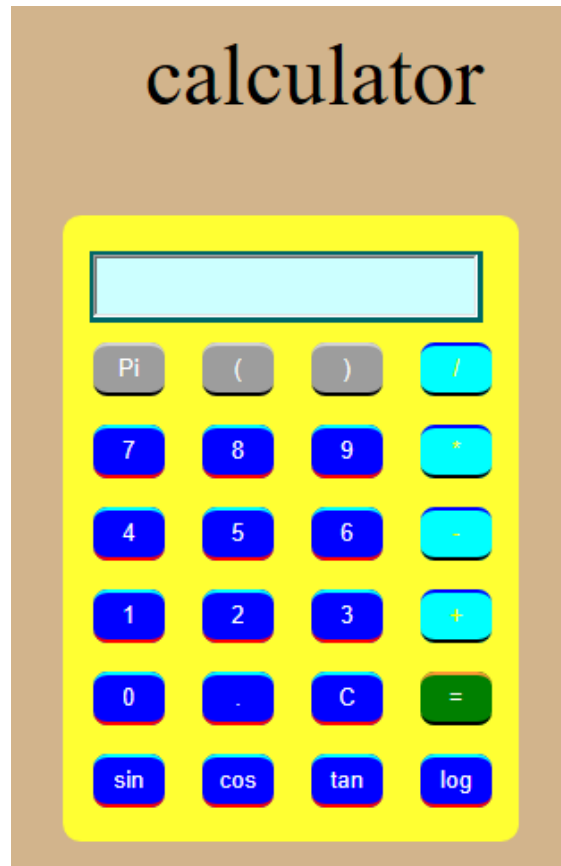 calculator
Pi ( ) /
7 8 9 *
4 5 6 -
1 2 3 +
0 . C =
sin cos tan log